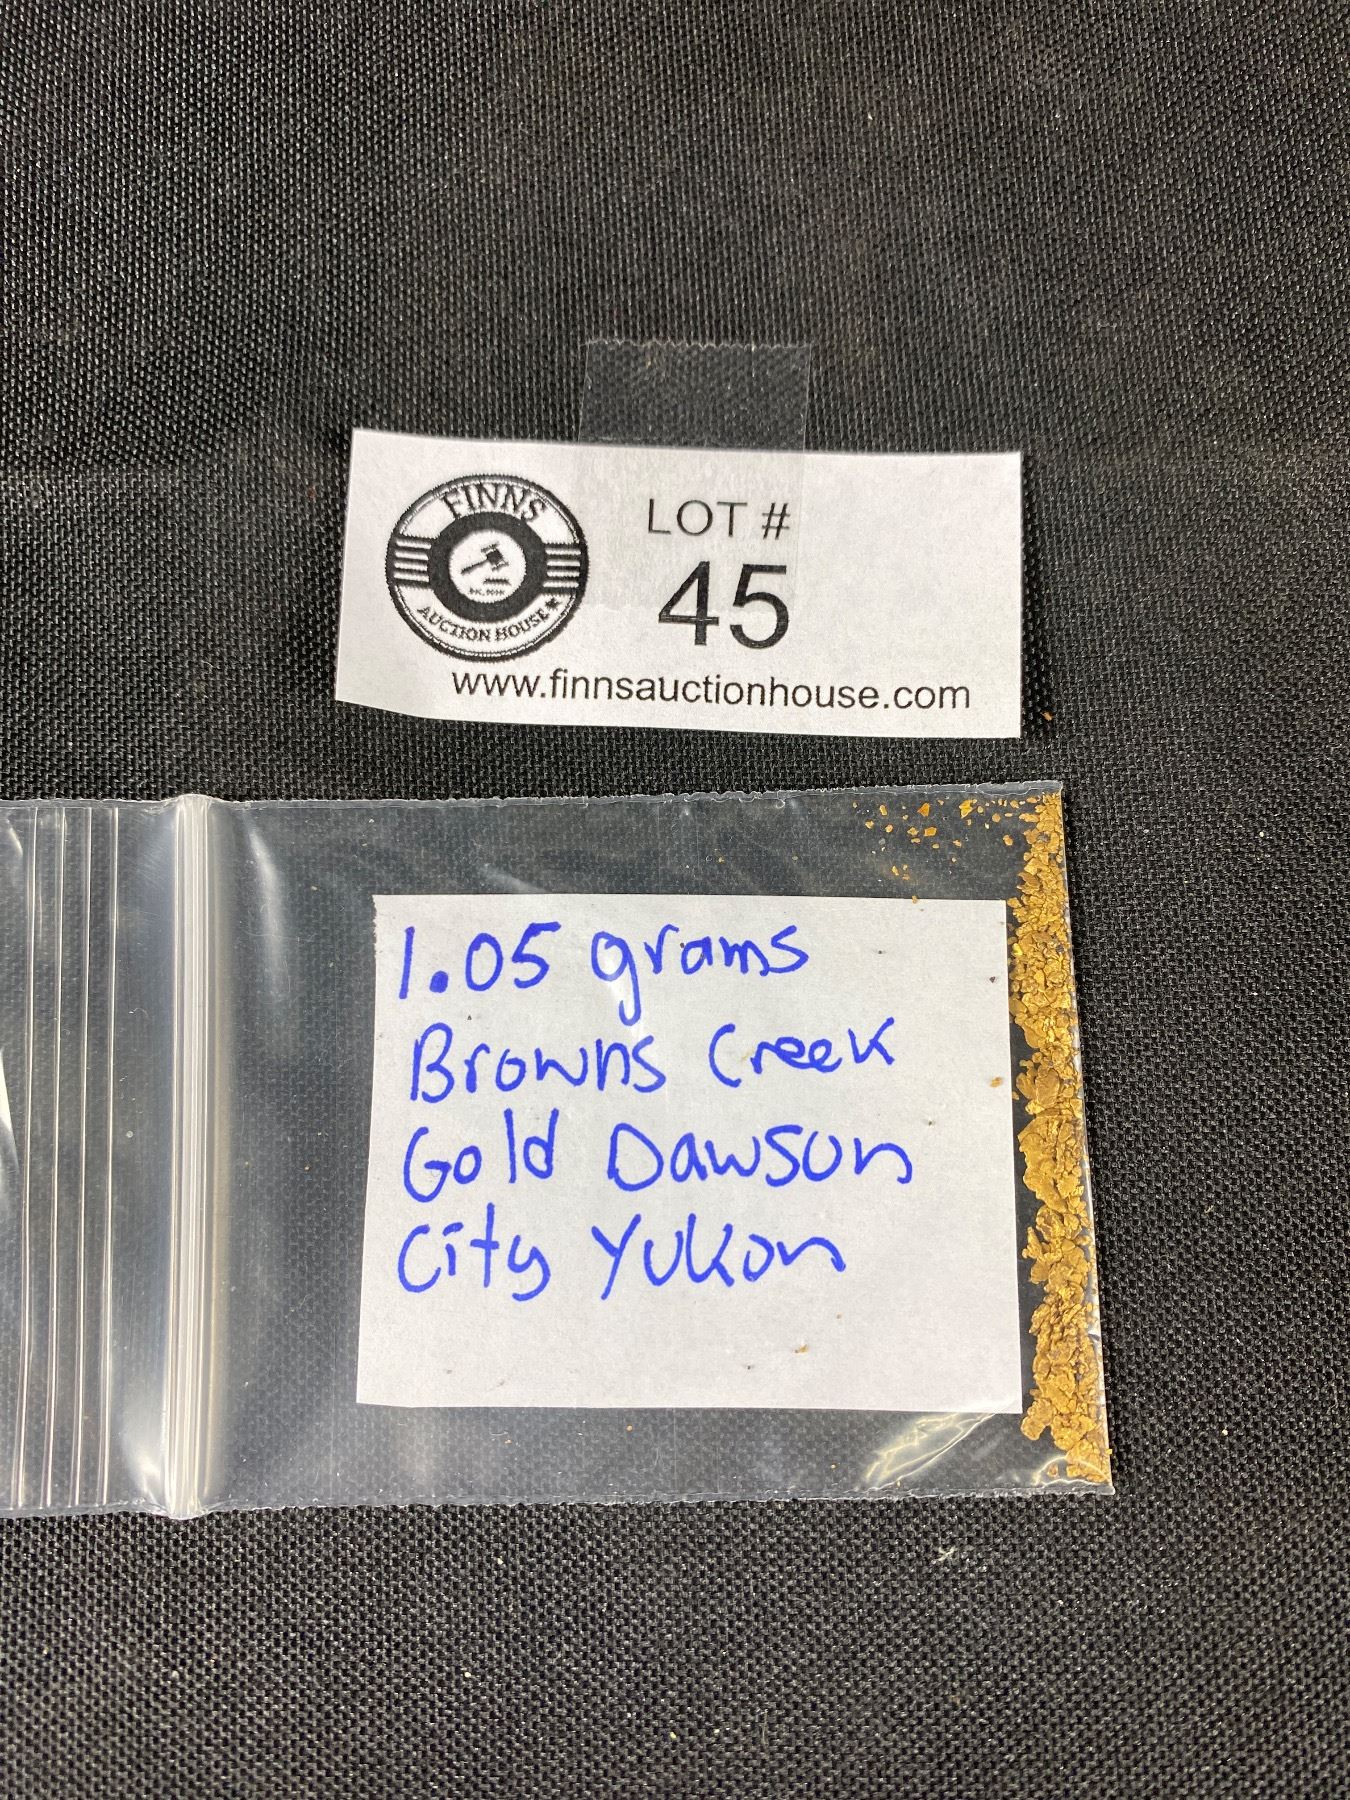 FINNS
AUCTION HOUSE
LOT #
45
www.finnsauctionhouse.com
1.05 grams
Browns Creek
Gold Dawson
City Yukon